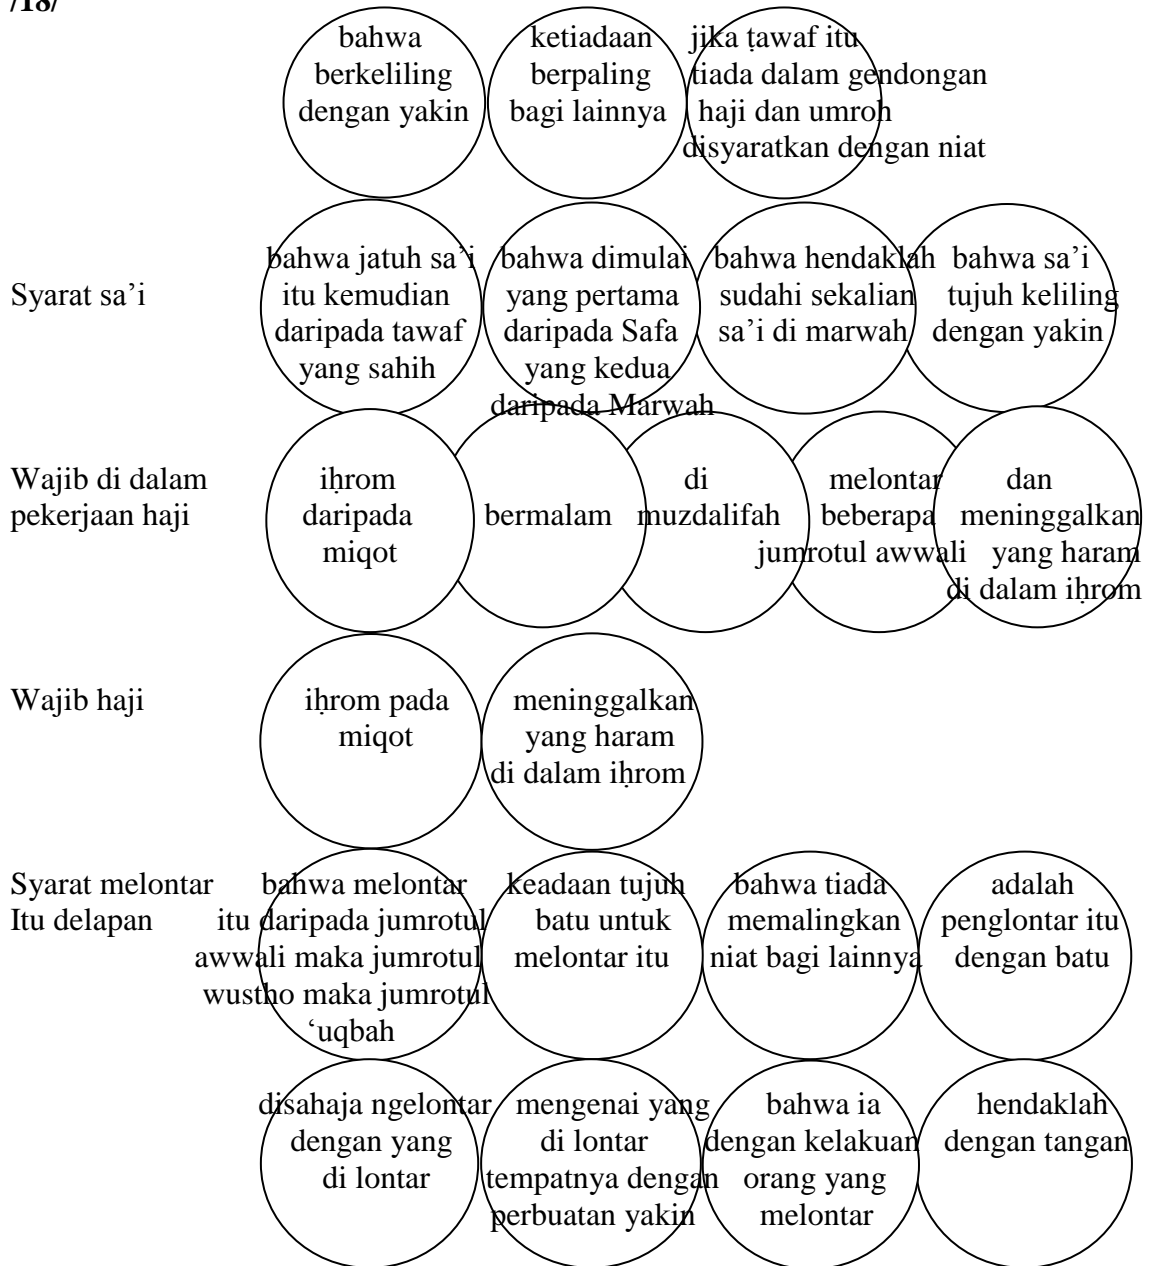 /18/
bahwa
berkeliling
dengan yakin
ketiadaan
berpaling
bagi lainnya
jika ṭawaf itu
tiada dalam gendongan
haji dan umroh
disyaratkan dengan niat
Syarat sa’i
bahwa jatuh sa’i
itu kemudian
daripada tawaf
yang sahih
bahwa dimulai
yang pertama
daripada Safa
yang kedua
daripada Marwah
bahwa hendaklah
sudahi sekalian
sa’i di marwah
bahwa sa’i
tujuh keliling
dengan yakin
Wajib di dalam
pekerjaan haji
iḥrom
daripada
miqot
bermalam
di
muzdalifah
melontar
beberapa
jumrotul awwali
dan
meninggalkan
yang haram
di dalam iḥrom
Wajib haji
iḥrom pada
miqot
meninggalkan
yang haram
di dalam iḥrom
Syarat melontar
Itu delapan
bahwa melontar
itu daripada jumrotul
awwali maka jumrotul
wustho maka jumrotul
‘uqbah
keadaan tujuh
batu untuk
melontar itu
bahwa tiada
memalingkan
niat bagi lainnya
adalah
penglontar itu
dengan batu
disahaja ngelontar
dengan yang
di lontar
mengenai yang
di lontar
tempatnya dengan
perbuatan yakin
bahwa ia
dengan kelakuan
orang yang
melontar
hendaklah
dengan tangan